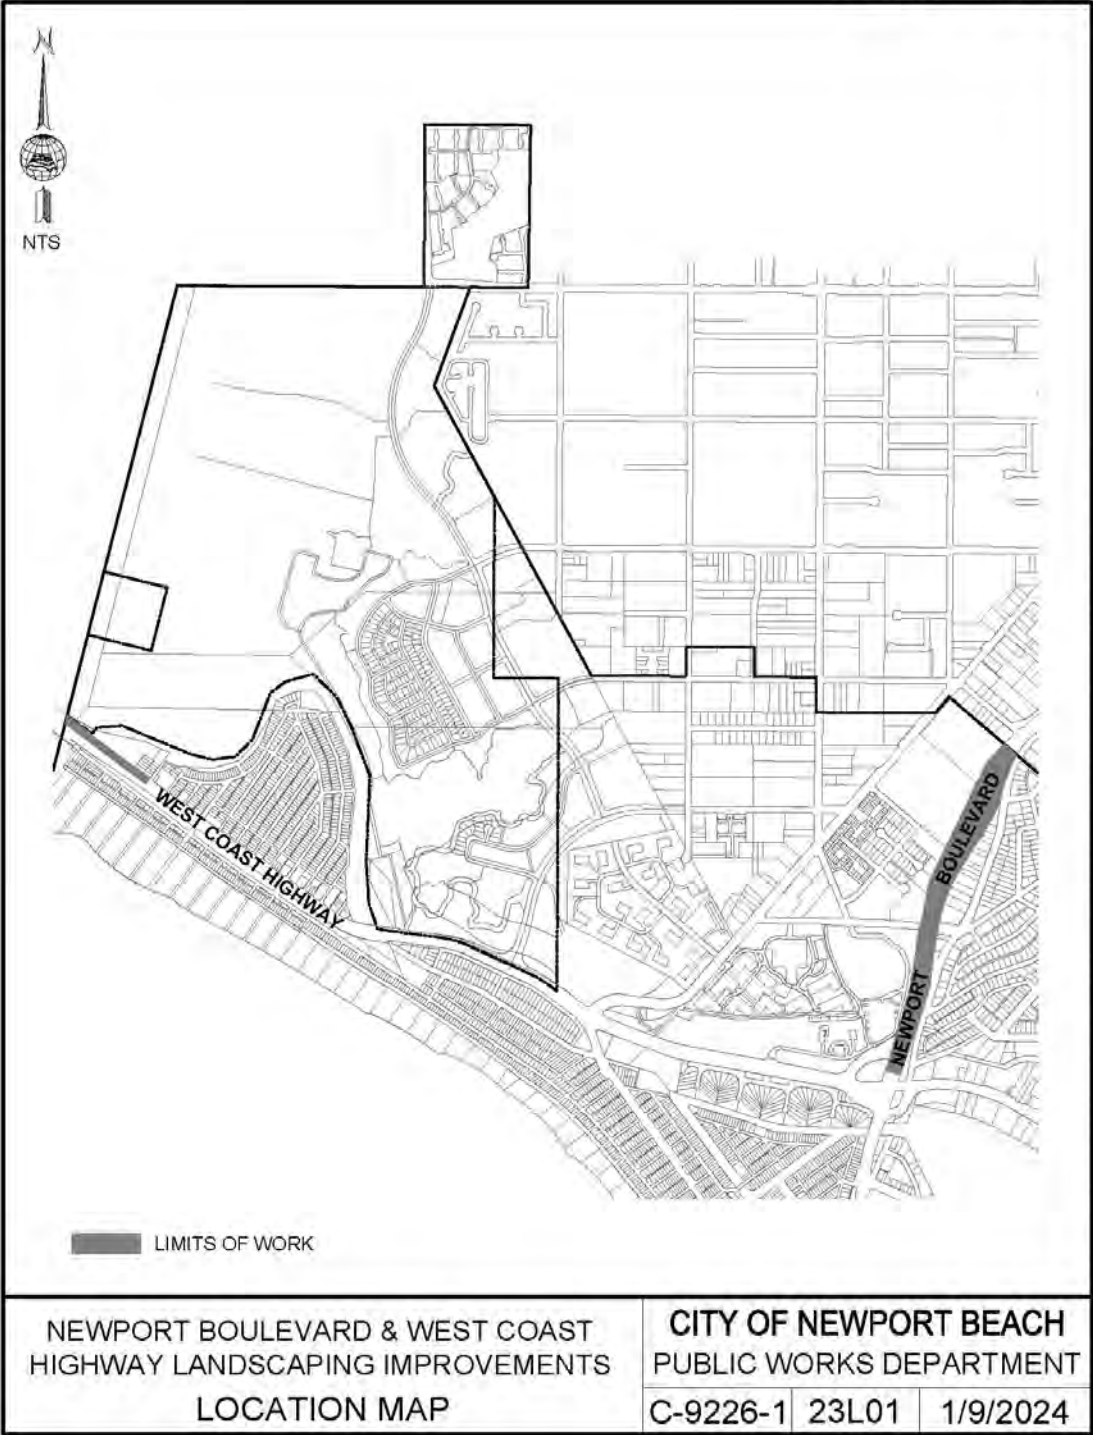 N
NTS
WEST COAST HIGHWAY
NEWPORT BOULEVARD
LIMITS OF WORK
NEWPORT BOULEVARD & WEST COAST
HIGHWAY LANDSCAPING IMPROVEMENTS
LOCATION MAP
CITY OF NEWPORT BEACH
PUBLIC WORKS DEPARTMENT
C-9226-1 23L01 1/9/2024